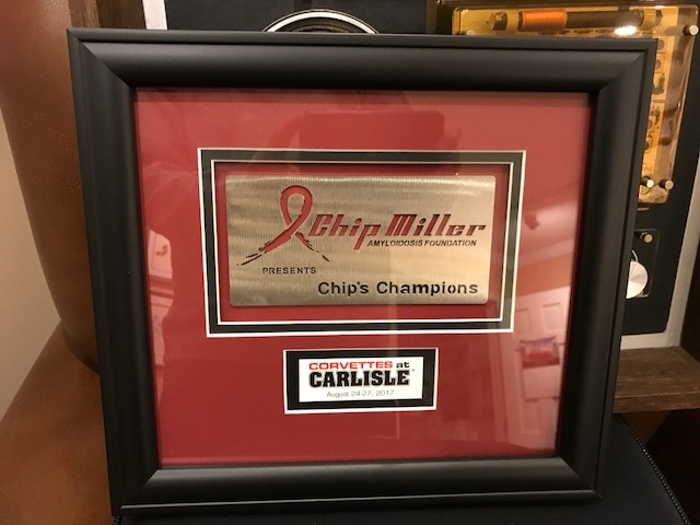 Chip Miller
AMYLOIDOSIS FOUNDATION
PRESENTS
Chip's Champions
CORVETTES at
CARLISLE
August 24-27, 2017